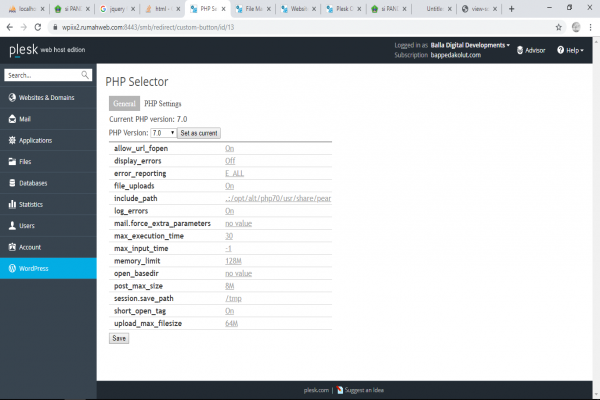 localho
si PANG
jquery
html -
PHP Se
File Ma
Website
Plesk O
si PANG
Untitle
view-s
wpiix2.rumahweb.com:8443/smb/redirect/custom-button/id/13
plesk web host edition
Logged in as Balla Digital Developments
Subscription bappedakolut.com
Advisor
Help
Search...
Websites & Domains
Mail
Applications
Files
Databases
Statistics
Users
Account
WordPress
PHP Selector
General PHP Settings
Current PHP version: 7.0
PHP Version: 7.0 Set as current
allow_url_fopen On
display_errors Off
error_reporting E_ALL
file_uploads On
include_path .:/opt/alt/php70/usr/share/pear
log_errors On
mail.force_extra_parameters no value
max_execution_time 30
max_input_time -1
memory_limit 128M
open_basedir no value
post_max_size 8M
session.save_path /tmp
short_open_tag On
upload_max_filesize 64M
Save
plesk.com | Suggest an Idea